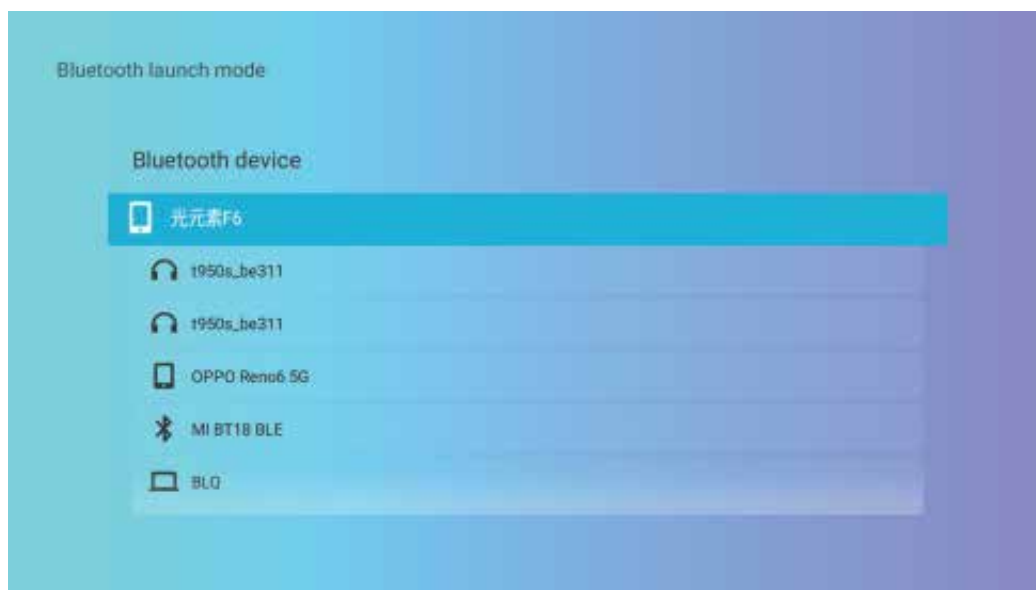 Bluetooth launch mode
Bluetooth device
光元素F6
t950s_be311
t950s_be311
OPPO Reno6 5G
MI BT18 BLE
BLQ